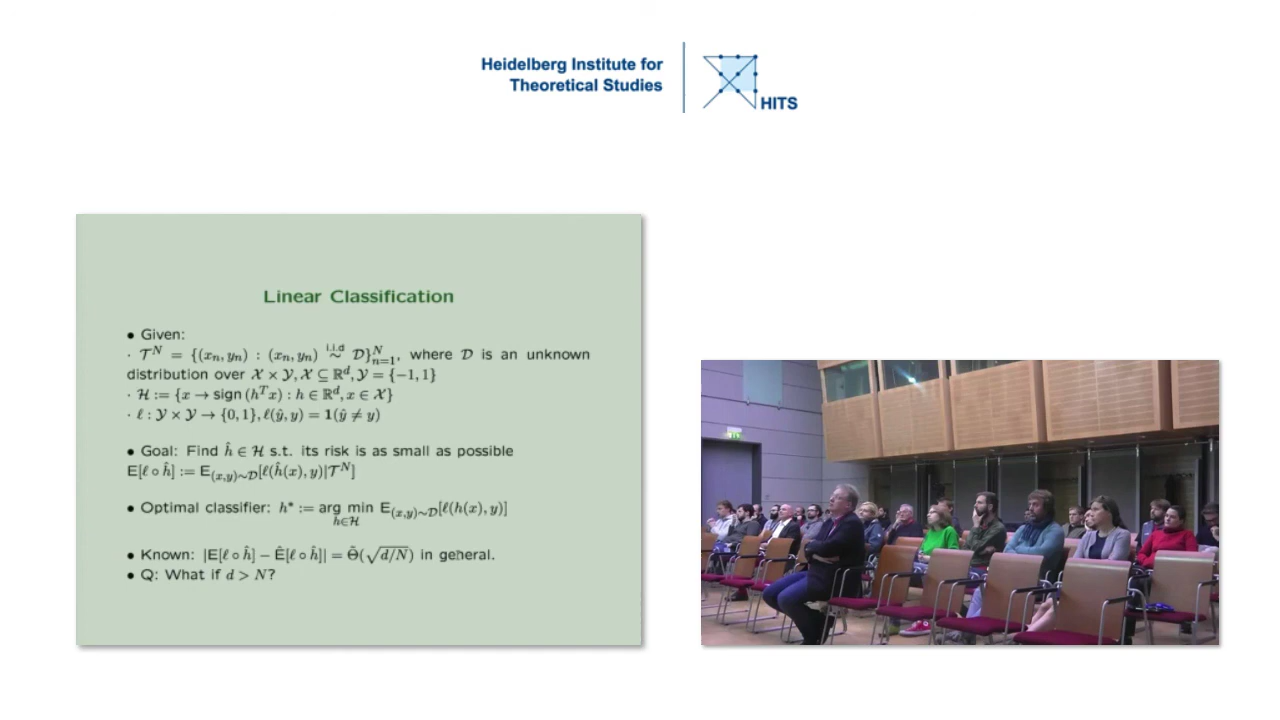 Heidelberg Institute for
Theoretical Studies
HITS
Linear Classification
• Given:
· 𝒯^N = {(x_n, y_n) : (x_n, y_n) i.i.d ∼ 𝒟}_{n=1}^N, where 𝒟 is an unknown
distribution over 𝒳 × 𝒴, 𝒳 ⊆ ℝ^d, 𝒴 = {−1, 1}
· ℋ := {x → sign (h^T x) : h ∈ ℝ^d, x ∈ 𝒳}
· ℓ : 𝒴 × 𝒴 → {0, 1}, ℓ(ŷ, y) = 𝟏(ŷ ≠ y)
• Goal: Find ĥ ∈ ℋ s.t. its risk is as small as possible
E[ℓ ∘ ĥ] := E_{(x,y)∼𝒟}[ℓ(ĥ(x), y)|𝒯^N]
• Optimal classifier: h* := arg min_{h∈ℋ} E_{(x,y)∼𝒟}[ℓ(h(x), y)]
• Known: |E[ℓ ∘ ĥ] − Ê[ℓ ∘ ĥ]| = Θ̃(√(d/N)) in general.
• Q: What if d > N?